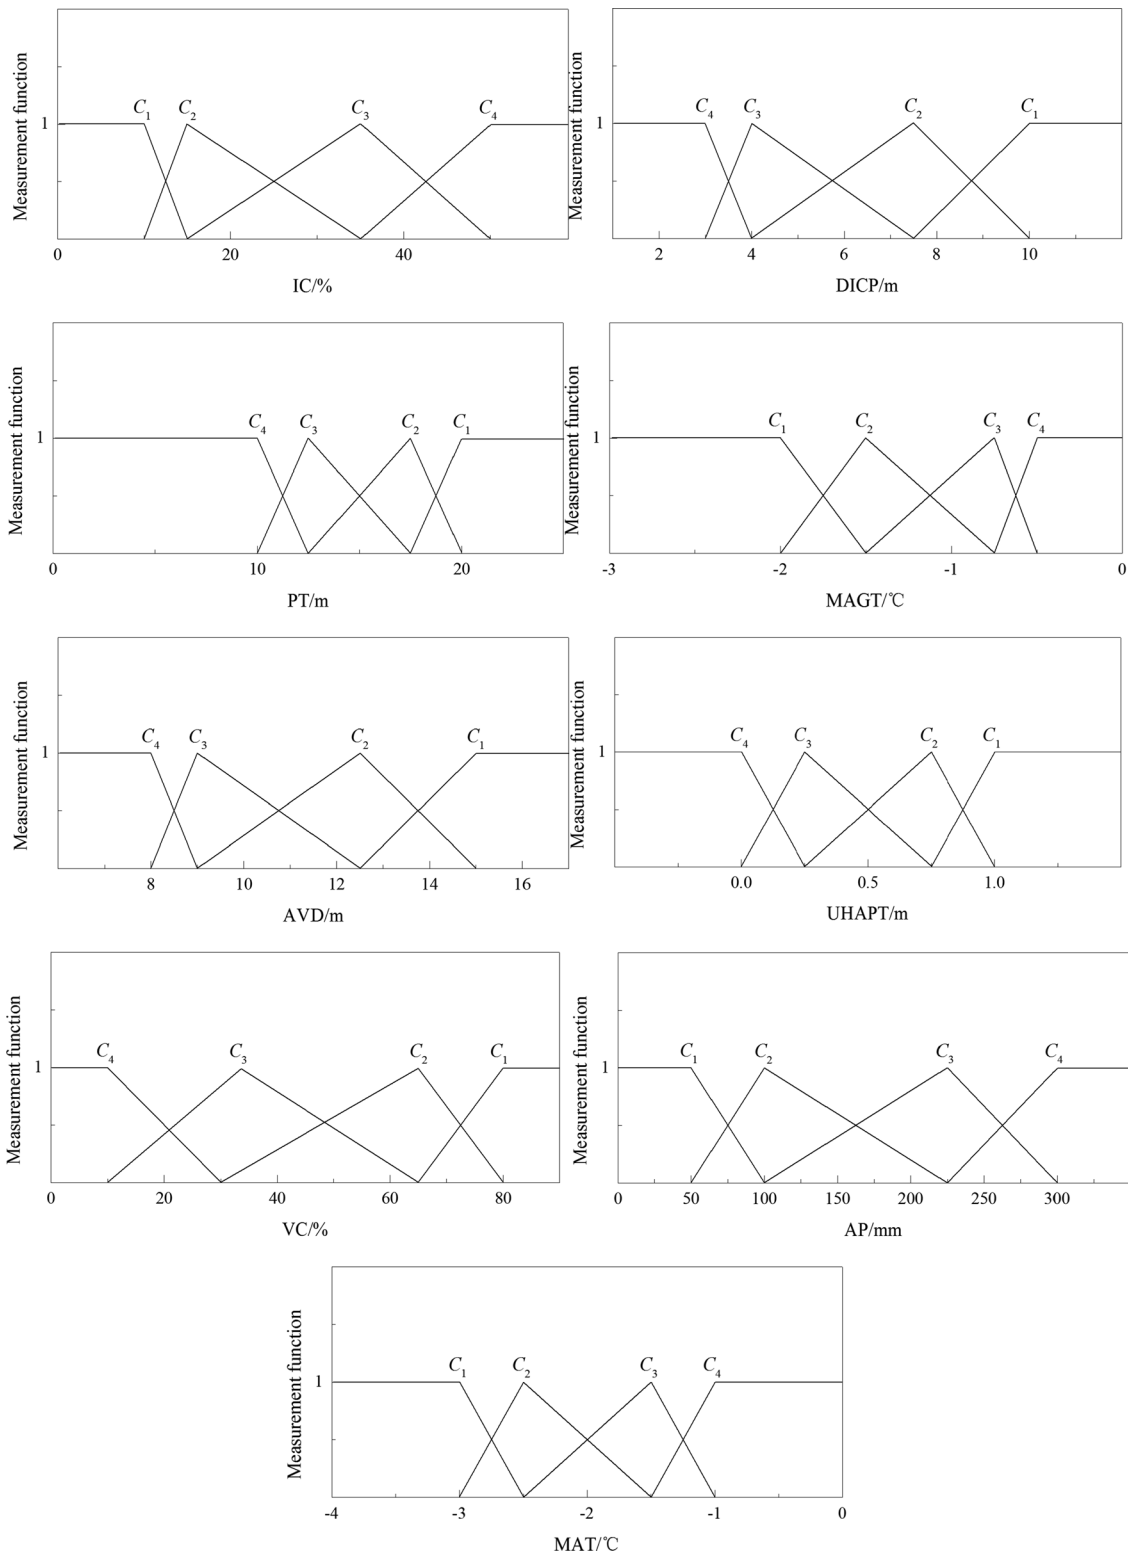 Measurement function
C1 C2 C3 C4
1
0 20 40
IC/%
Measurement function
C4 C3 C2 C1
1
2 4 6 8 10
DICP/m
Measurement function
C4 C3 C2 C1
1
0 10 20
PT/m
Measurement function
C1 C2 C3 C4
1
-3 -2 -1 0
MAGT/℃
Measurement function
C4 C3 C2 C1
1
8 10 12 14 16
AVD/m
Measurement function
C4 C3 C2 C1
1
0.0 0.5 1.0
UHAPT/m
Measurement function
C4 C3 C2 C1
1
0 20 40 60 80
VC/%
Measurement function
C1 C2 C3 C4
1
0 50 100 150 200 250 300
AP/mm
Measurement function
C1 C2 C3 C4
1
-4 -3 -2 -1 0
MAT/℃